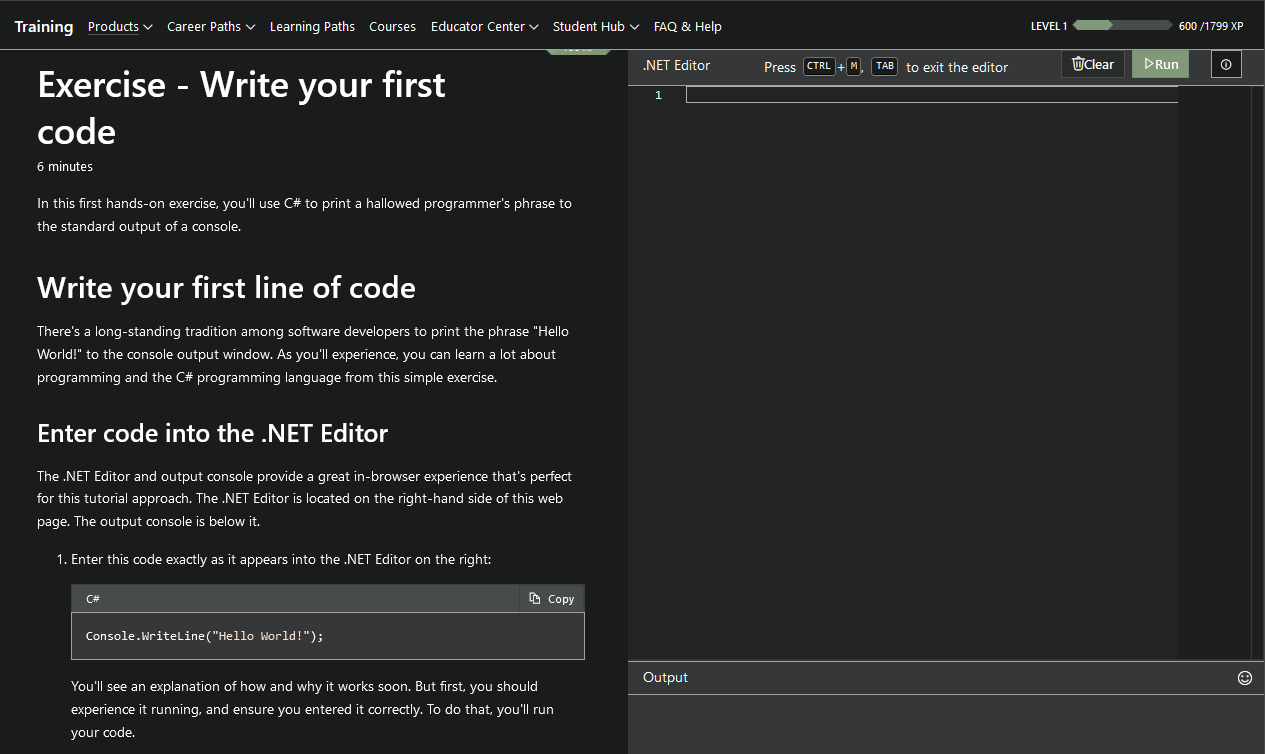 Training Products Career Paths Learning Paths Courses Educator Center Student Hub FAQ & Help LEVEL 1 600 /1799 XP
Exercise - Write your first
code
6 minutes
In this first hands-on exercise, you'll use C# to print a hallowed programmer's phrase to
the standard output of a console.
Write your first line of code
There's a long-standing tradition among software developers to print the phrase "Hello
World!" to the console output window. As you'll experience, you can learn a lot about
programming and the C# programming language from this simple exercise.
Enter code into the .NET Editor
The .NET Editor and output console provide a great in-browser experience that's perfect
for this tutorial approach. The .NET Editor is located on the right-hand side of this web
page. The output console is below it.
1. Enter this code exactly as it appears into the .NET Editor on the right:
C# Copy
Console.WriteLine("Hello World!");
You'll see an explanation of how and why it works soon. But first, you should
experience it running, and ensure you entered it correctly. To do that, you'll run
your code.
.NET Editor Press CTRL + M, TAB to exit the editor Clear Run
1
Output